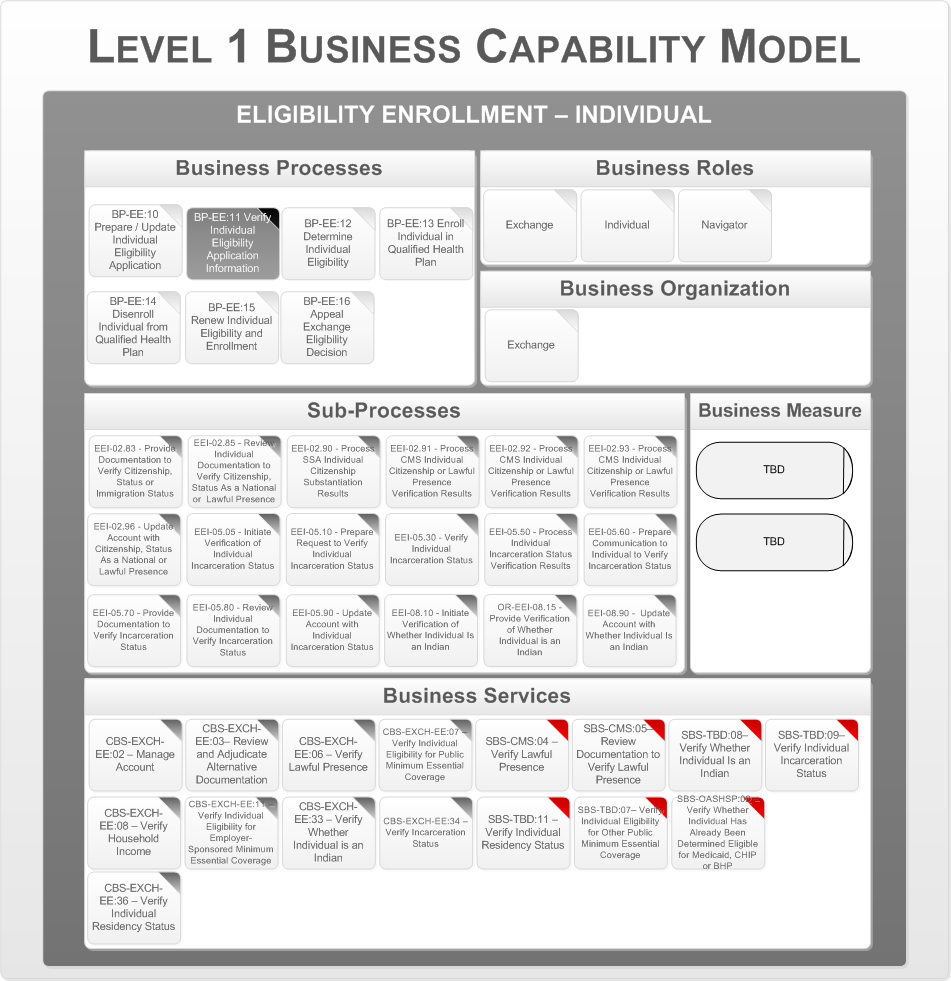 LEVEL 1 BUSINESS CAPABILITY MODEL
ELIGIBILITY ENROLLMENT – INDIVIDUAL
Business Processes
BP-EE:10
Prepare / Update
Individual
Eligibility
Application
BP-EE:11 Verify
Individual
Eligibility
Application
Information
BP-EE:12
Determine
Individual
Eligibility
BP-EE:13 Enroll
Individual in
Qualified Health
Plan
BP-EE:14
Disenroll
Individual from
Qualified Health
Plan
BP-EE:15
Renew Individual
Eligibility and
Enrollment
BP-EE:16
Appeal
Exchange
Eligibility
Decision
Business Roles
Exchange
Individual
Navigator
Business Organization
Exchange
Sub-Processes
EEI-02.83 - Provide
Documentation to
Verify Citizenship,
Status or
Immigration Status
EEI-02.85 - Review
Individual
Documentation to
Verify Citizenship,
Status As a National
or Lawful Presence
EEI-02.90 - Process
SSA Individual
Citizenship
Substantiation
Results
EEI-02.91 - Process
CMS Individual
Citizenship or Lawful
Presence
Verification Results
EEI-02.92 - Process
CMS Individual
Citizenship or Lawful
Presence
Verification Results
EEI-02.93 - Process
CMS Individual
Citizenship or Lawful
Presence
Verification Results
EEI-02.96 - Update
Account with
Citizenship, Status
As a National or
Lawful Presence
EEI-05.05 - Initiate
Verification of
Individual
Incarceration Status
EEI-05.10 - Prepare
Request to Verify
Individual
Incarceration Status
EEI-05.30 - Verify
Individual
Incarceration Status
EEI-05.50 - Process
Individual
Incarceration Status
Verification Results
EEI-05.60 - Prepare
Communication to
Individual to Verify
Incarceration Status
EEI-05.70 - Provide
Documentation to
Verify Incarceration
Status
EEI-05.80 - Review
Individual
Documentation to
Verify Incarceration
Status
EEI-05.90 - Update
Account with
Individual
Incarceration Status
EEI-08.10 - Initiate
Verification of
Whether Individual Is
an Indian
OR-EEI-08.15 -
Provide Verification
of Whether
Individual is an
Indian
EEI-08.90 - Update
Account with
Whether Individual Is
an Indian
Business Measure
TBD
TBD
Business Services
CBS-EXCH-
EE:02 – Manage
Account
CBS-EXCH-
EE:03– Review
and Adjudicate
Alternative
Documentation
CBS-EXCH-
EE:06 – Verify
Lawful Presence
CBS-EXCH-EE:07 –
Verify Individual
Eligibility for Public
Minimum Essential
Coverage
SBS-CMS:04 –
Verify Lawful
Presence
SBS-CMS:05–
Review
Documentation to
Verify Lawful
Presence
SBS-TBD:08–
Verify Whether
Individual Is an
Indian
SBS-TBD:09–
Verify Individual
Incarceration
Status
CBS-EXCH-
EE:08 – Verify
Household
Income
CBS-EXCH-EE:11 –
Verify Individual
Eligibility for
Employer-
Sponsored Minimum
Essential Coverage
CBS-EXCH-
EE:33 – Verify
Whether
Individual is an
Indian
CBS-EXCH-EE:34 –
Verify Incarceration
Status
SBS-TBD:11 –
Verify Individual
Residency Status
SBS-TBD:07– Verify
Individual Eligibility
for Other Public
Minimum Essential
Coverage
Verify Whether
Individual Has
Already Been
Determined Eligible
for Medicaid, CHIP
or BHP
CBS-EXCH-
EE:36 – Verify
Individual
Residency Status